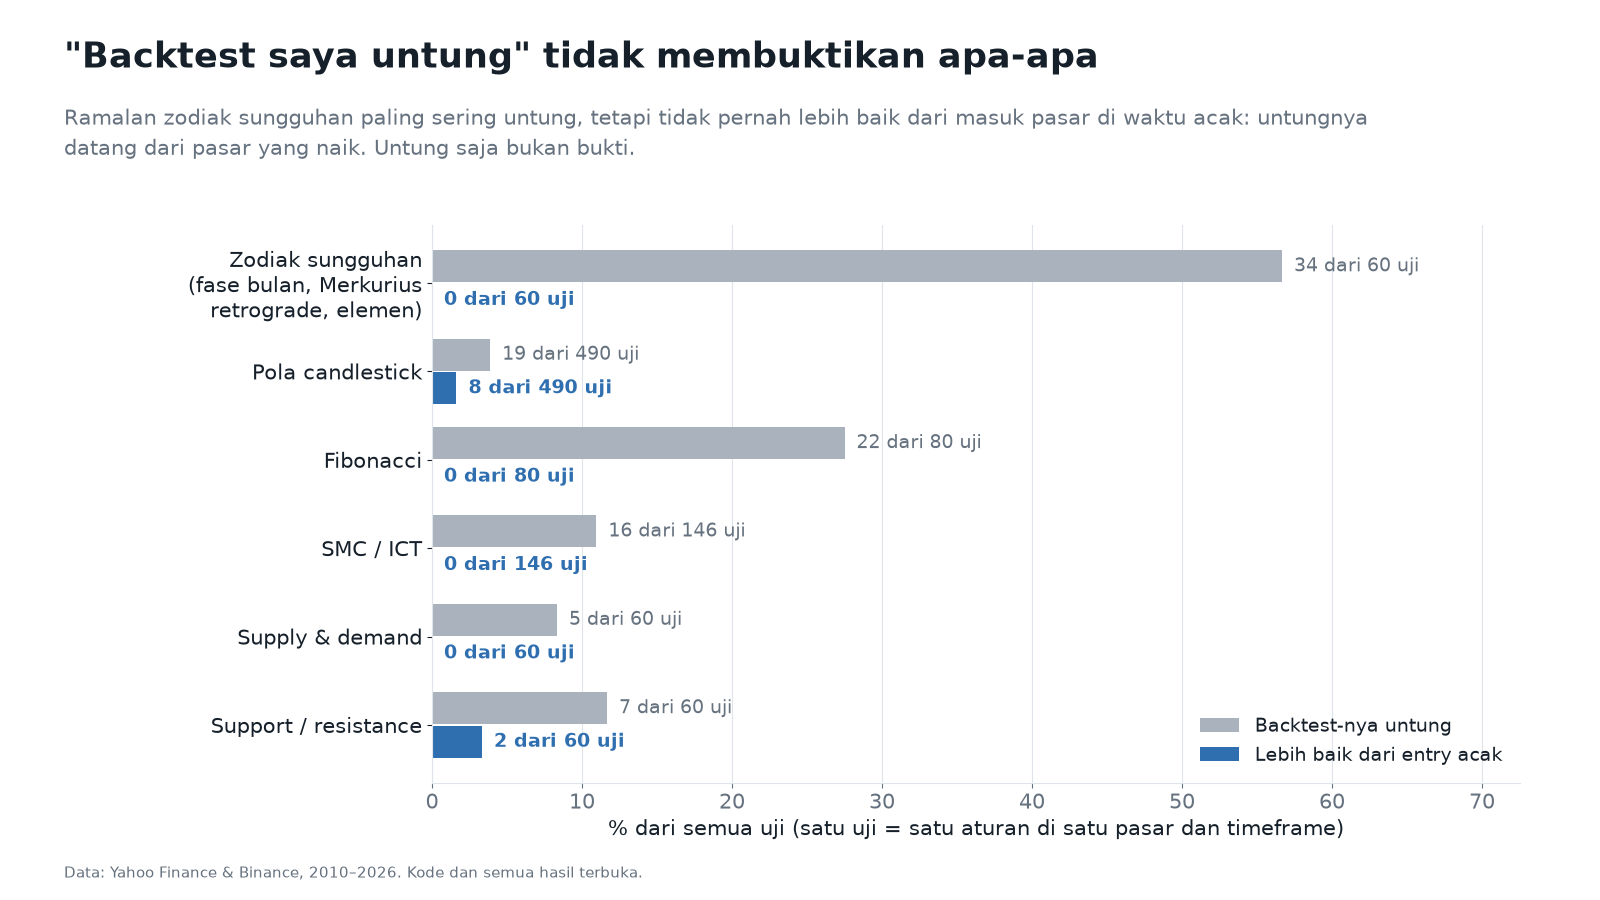 "Backtest saya untung" tidak membuktikan apa-apa
Ramalan zodiak sungguhan paling sering untung, tetapi tidak pernah lebih baik dari masuk pasar di waktu acak: untungnya
datang dari pasar yang naik. Untung saja bukan bukti.
Zodiak sungguhan
(fase bulan, Merkurius
retrograde, elemen)
34 dari 60 uji
0 dari 60 uji
Pola candlestick
19 dari 490 uji
8 dari 490 uji
Fibonacci
22 dari 80 uji
0 dari 80 uji
SMC / ICT
16 dari 146 uji
0 dari 146 uji
Supply & demand
5 dari 60 uji
0 dari 60 uji
Support / resistance
7 dari 60 uji
2 dari 60 uji
Backtest-nya untung
Lebih baik dari entry acak
0 10 20 30 40 50 60 70
% dari semua uji (satu uji = satu aturan di satu pasar dan timeframe)
Data: Yahoo Finance & Binance, 2010–2026. Kode dan semua hasil terbuka.